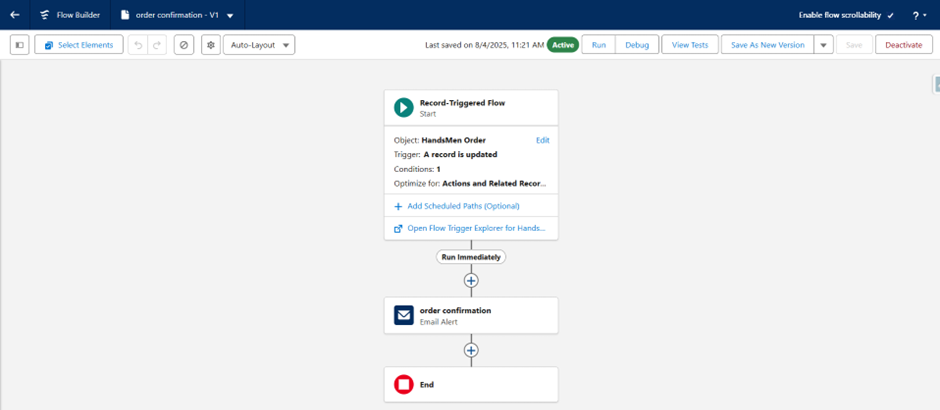 Flow Builder
order confirmation - V1
Enable flow scrollability
?
Select Elements
Auto-Layout
Last saved on 8/4/2025, 11:21 AM
Active
Run
Debug
View Tests
Save As New Version
Save
Deactivate
Record-Triggered Flow
Start
Object: HandsMen Order
Edit
Trigger: A record is updated
Conditions: 1
Optimize for: Actions and Related Recor...
Add Scheduled Paths (Optional)
Open Flow Trigger Explorer for Hands...
Run Immediately
order confirmation
Email Alert
End